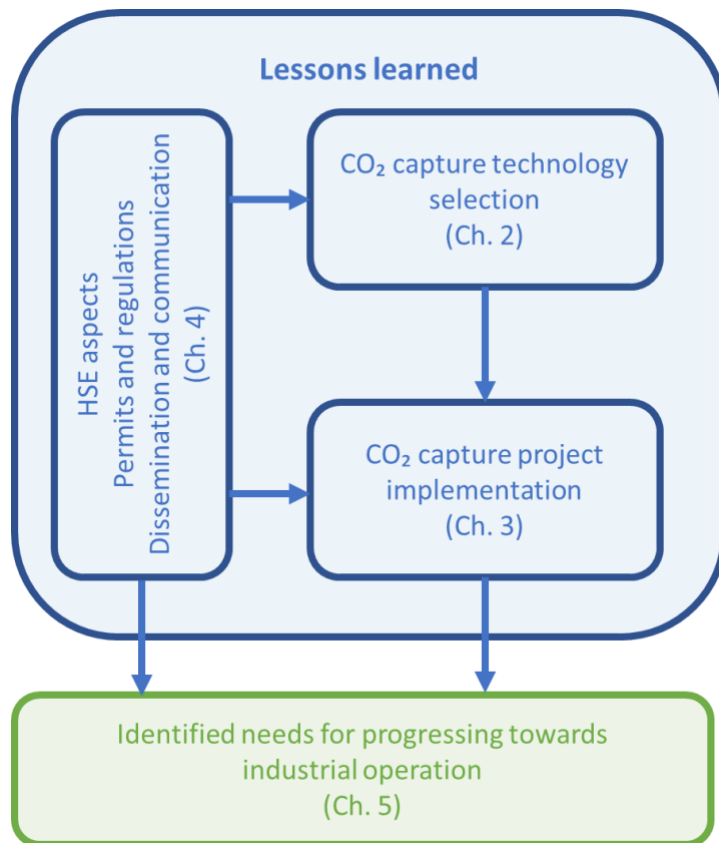 Lessons learned
HSE aspects
Permits and regulations
Dissemination and communication
(Ch. 4)
CO₂ capture technology
selection
(Ch. 2)
CO₂ capture project
implementation
(Ch. 3)
Identified needs for progressing towards
industrial operation
(Ch. 5)